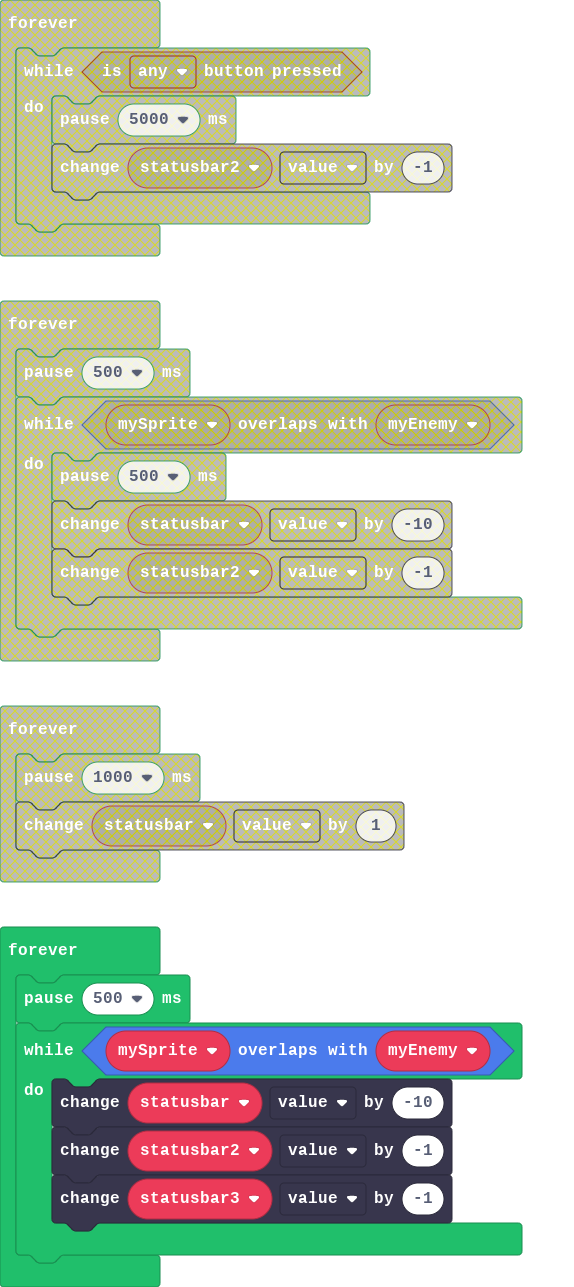 forever
while is any button pressed
do pause 5000 ms
change statusbar2 value by -1
forever
pause 500 ms
while mySprite overlaps with myEnemy
do pause 500 ms
change statusbar value by -10
change statusbar2 value by -1
forever
pause 1000 ms
change statusbar value by 1
forever
pause 500 ms
while mySprite overlaps with myEnemy
do change statusbar value by -10
change statusbar2 value by -1
change statusbar3 value by -1